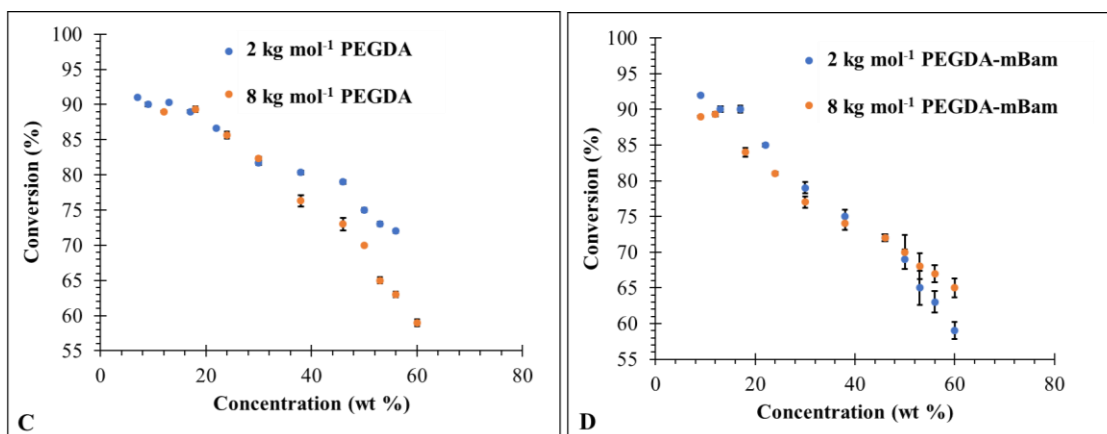 100
95
90
85
80
75
70
65
60
55
Conversion (%)
2 kg mol⁻¹ PEGDA
8 kg mol⁻¹ PEGDA
0 20 40 60 80
Concentration (wt %)
C
100
95
90
85
80
75
70
65
60
55
Conversion (%)
2 kg mol⁻¹ PEGDA-mBam
8 kg mol⁻¹ PEGDA-mBam
0 20 40 60 80
Concentration (wt %)
D